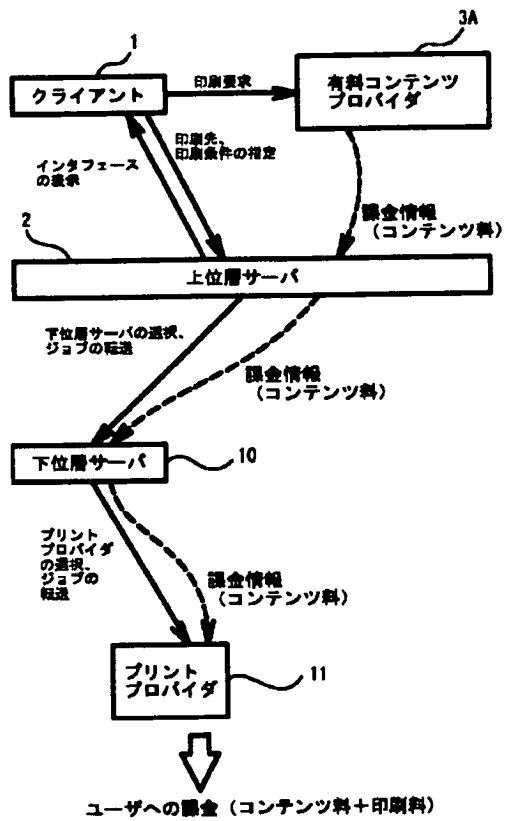 1
3A
クライアント
印刷要求
有料コンテンツ
プロバイダ
印刷先、
印刷条件の指定
インタフェース
の表示
課金情報
（コンテンツ料）
2
上位層サーバ
下位層サーバの選択、
ジョブの転送
課金情報
（コンテンツ料）
下位層サーバ
10
プリント
プロバイダ
の選択、
ジョブの
転送
課金情報
（コンテンツ料）
プリント
プロバイダ
11
ユーザへの課金（コンテンツ料＋印刷料）